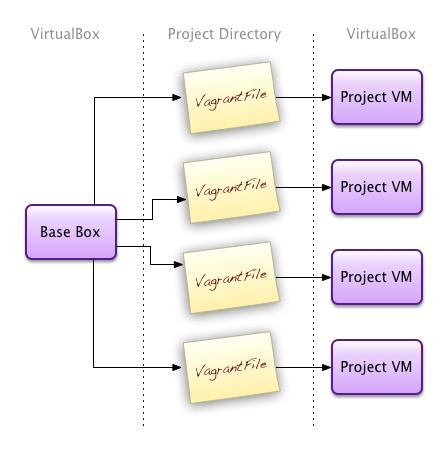 VirtualBox
Project Directory
VirtualBox
VagrantFile
Project VM
VagrantFile
Project VM
Base Box
VagrantFile
Project VM
VagrantFile
Project VM